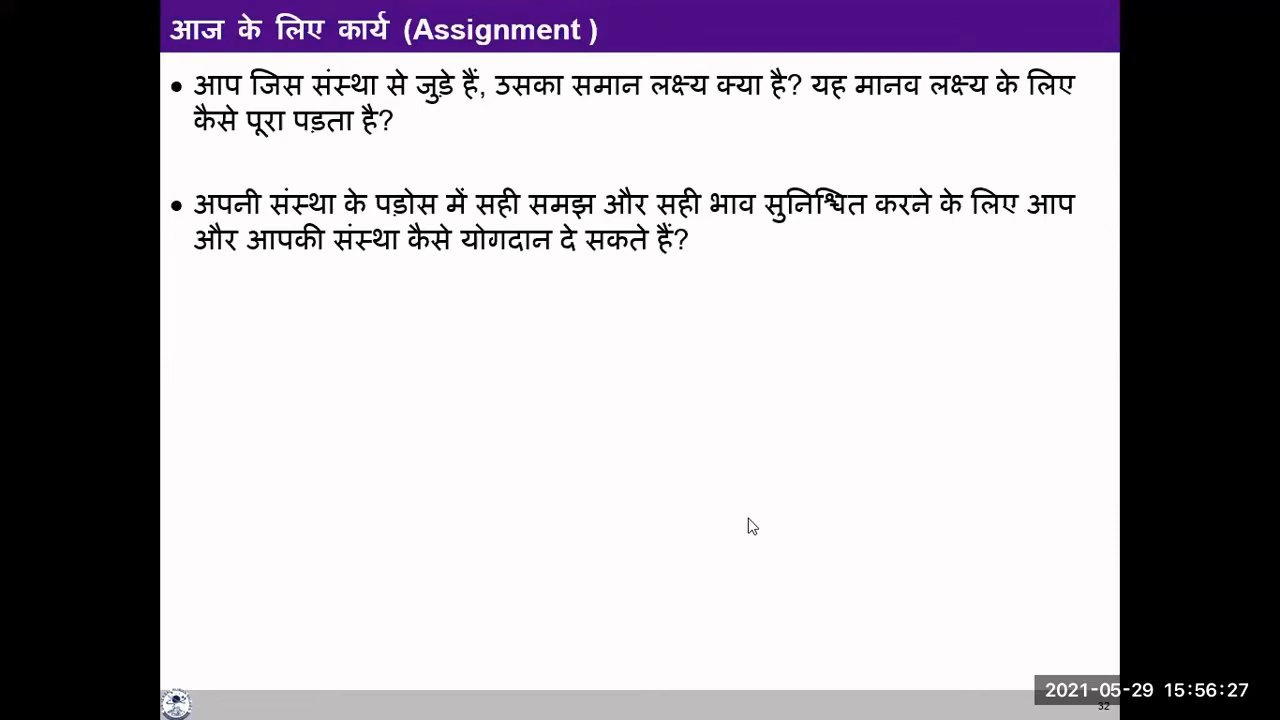 आज के लिए कार्य (Assignment )
• आप जिस संस्था से जुड़े हैं, उसका समान लक्ष्य क्या है? यह मानव लक्ष्य के लिए
कैसे पूरा पड़ता है?
• अपनी संस्था के पड़ोस में सही समझ और सही भाव सुनिश्चित करने के लिए आप
और आपकी संस्था कैसे योगदान दे सकते हैं?
2021-05-29 15:56:27
32